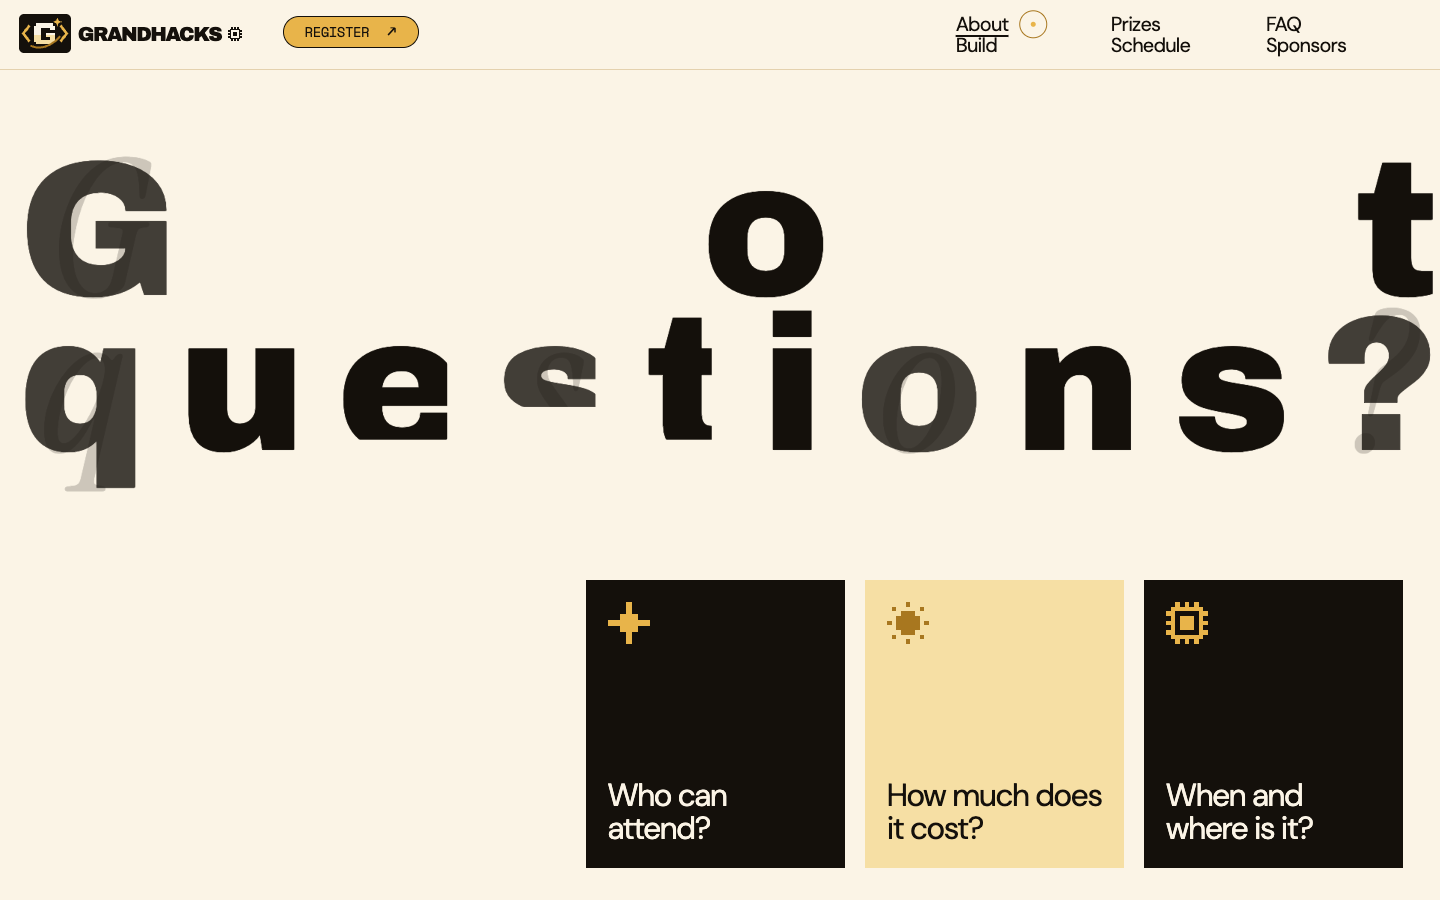 GRANDHACKS
REGISTER ↗
About
Build
Prizes
Schedule
FAQ
Sponsors
Got
questions?
Who can
attend?
How much does
it cost?
When and
where is it?